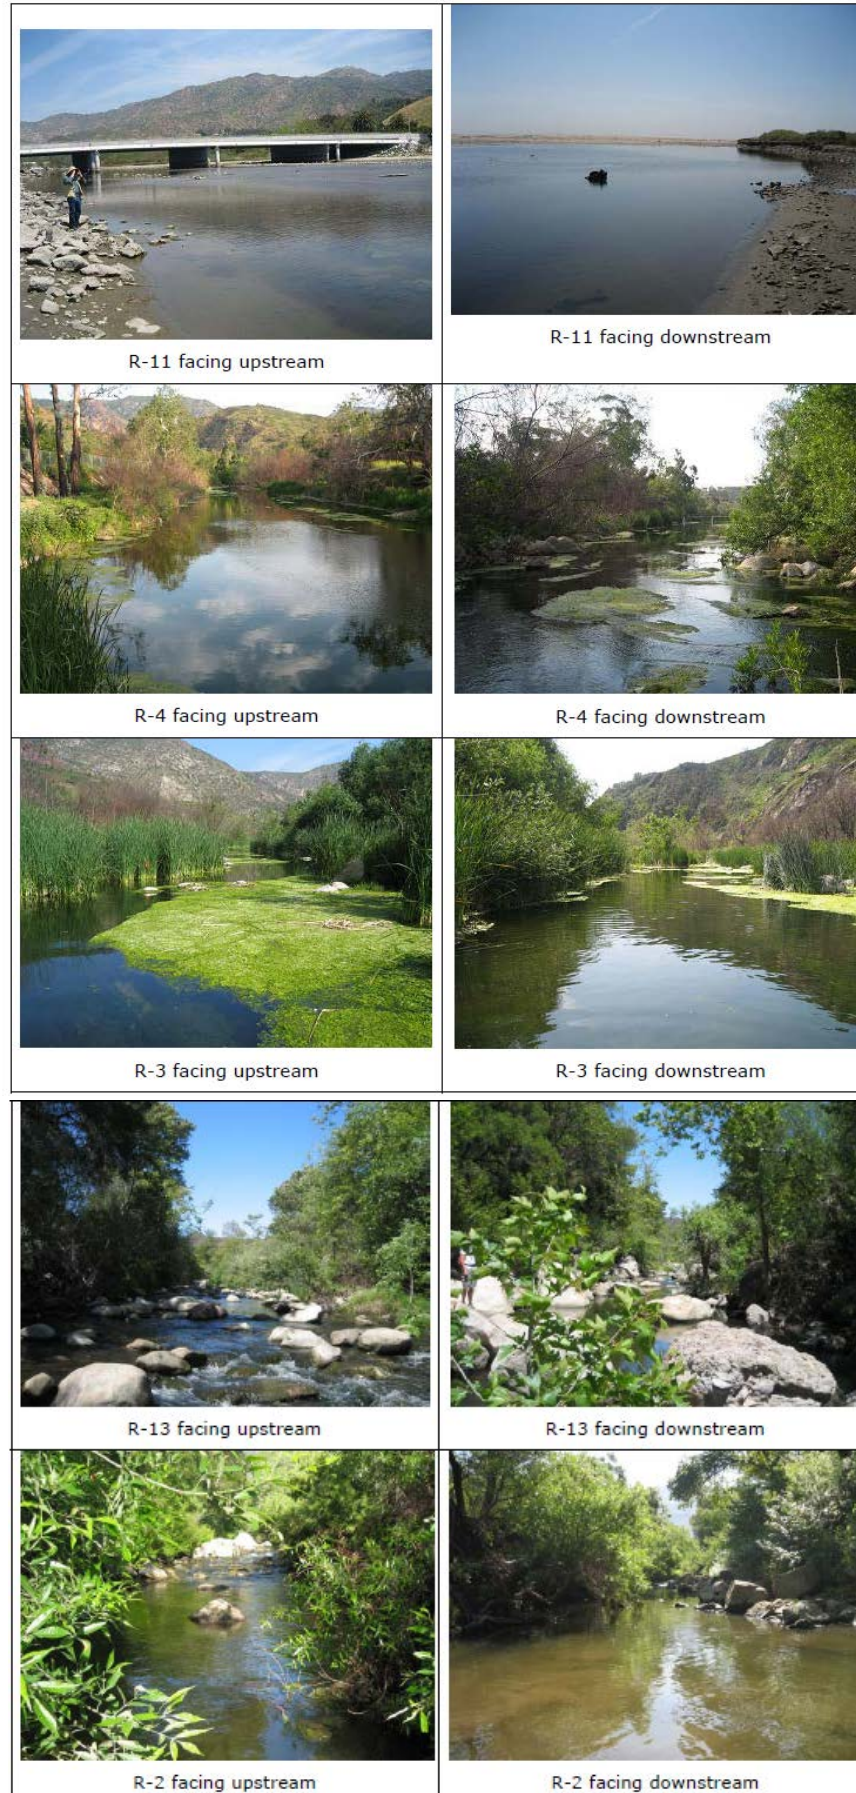 R-11 facing upstream
R-11 facing downstream
R-4 facing upstream
R-4 facing downstream
R-3 facing upstream
R-3 facing downstream
R-13 facing upstream
R-13 facing downstream
R-2 facing upstream
R-2 facing downstream